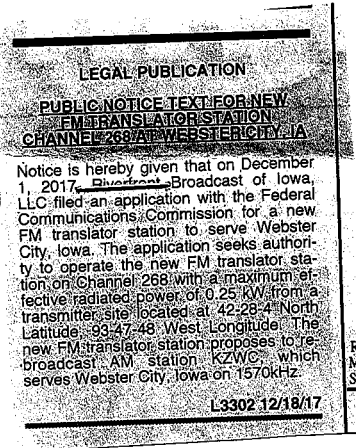 LEGAL PUBLICATION
PUBLIC NOTICE TEXT FOR NEW
FM TRANSLATOR STATION
CHANNEL 268 AT WEBSTER CITY, IA
Notice is hereby given that on December
1, 2017, Riverfront Broadcast of Iowa,
LLC filed an application with the Federal
Communications Commission for a new
FM translator station to serve Webster
City, Iowa. The application seeks authori-
ty to operate the new FM translator sta-
tion on Channel 268 with a maximum ef-
fective radiated power of 0.25 kW from a
transmitter site located at 42-28-4 North
Latitude, 93-47-48 West Longitude. The
new FM translator station proposes to re-
broadcast AM station KZWC, which
serves Webster City, Iowa on 1570kHz.
L3302 12/18/17